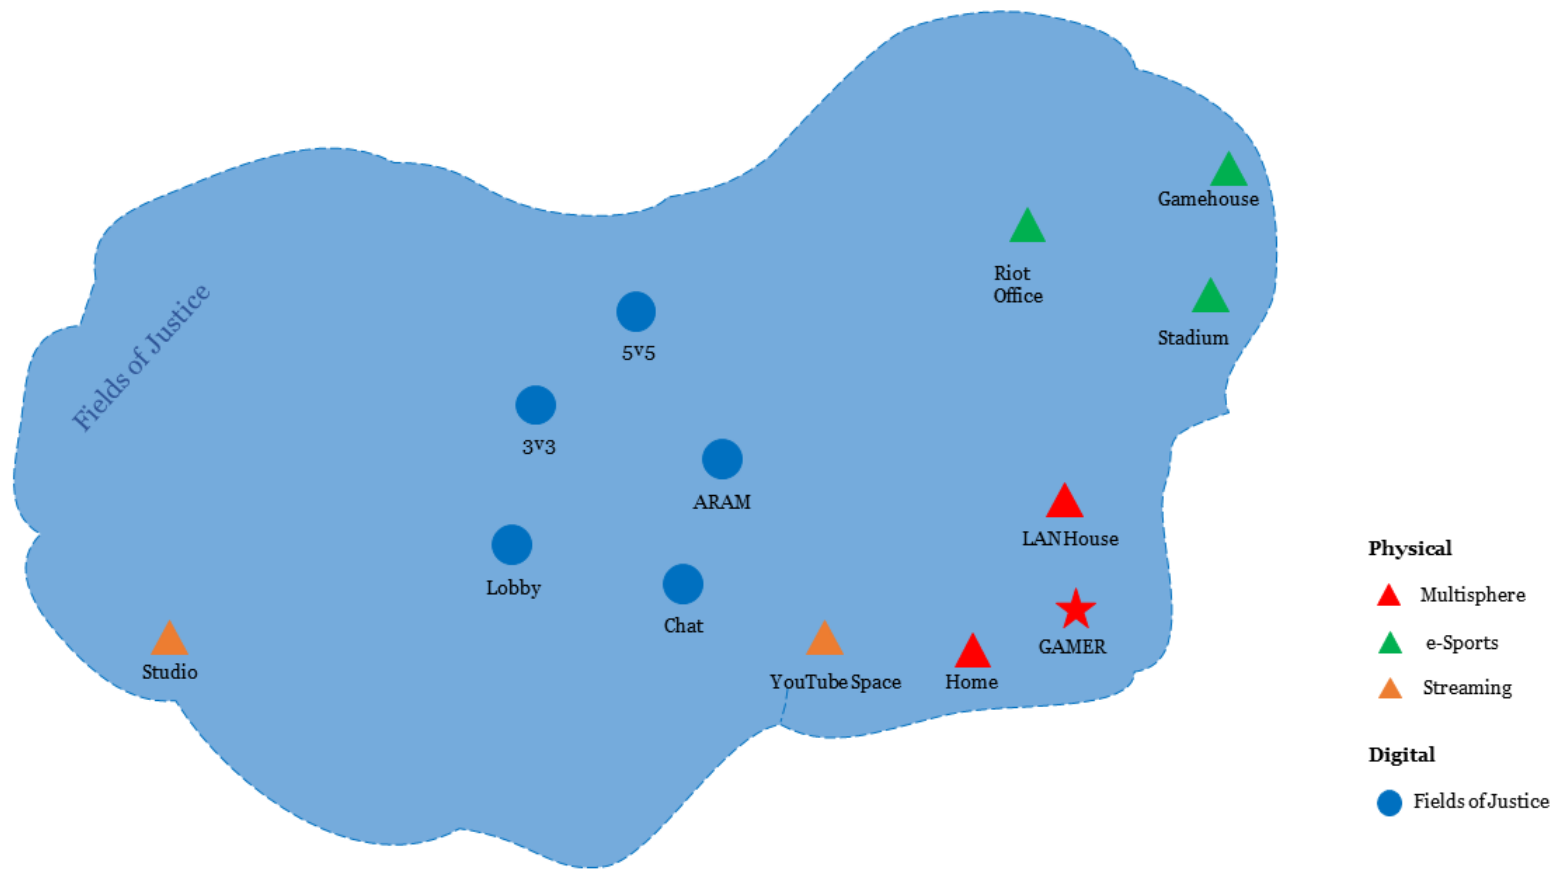 Gamehouse
Riot
Office
Fields of Justice
Stadium
5v5
3v3
ARAM
LAN House
Lobby
Chat
GAMER
Studio
YouTube Space
Home
Physical
Multisphere
e-Sports
Streaming
Digital
Fields of Justice